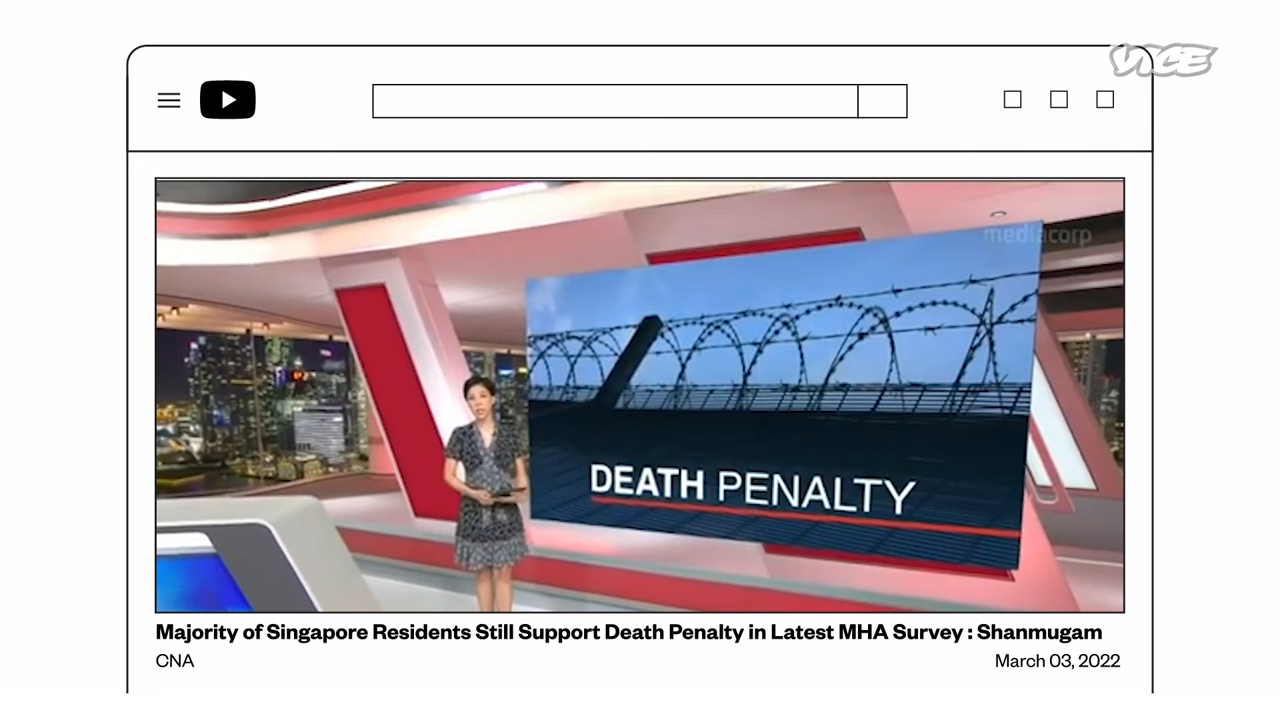 VICE
mediacorp
DEATH PENALTY
Majority of Singapore Residents Still Support Death Penalty in Latest MHA Survey : Shanmugam
CNA
March 03, 2022